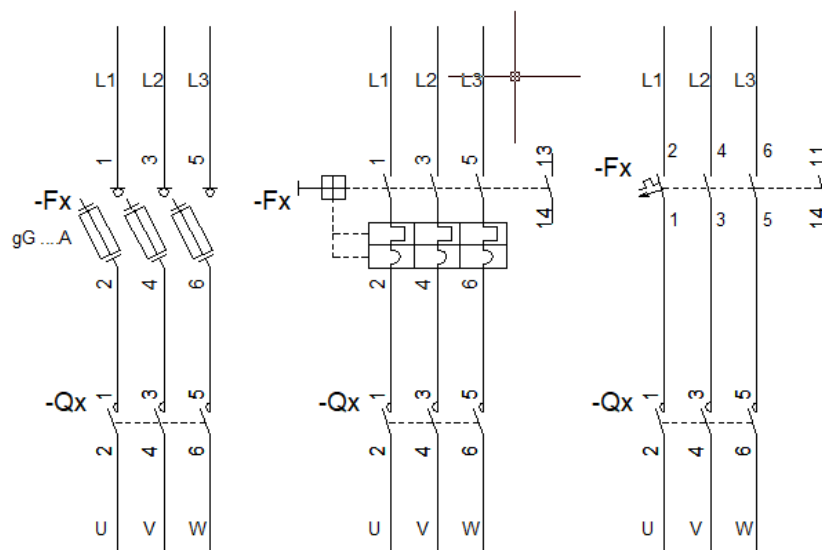 L1 L2 L3
1 3 5
-Fx
gG ....A
2 4 6
-Qx
1 3 5
2 4 6
U V W
L1 L2 L3
1 3 5 13
-Fx
14
2 4 6
-Qx
1 3 5
2 4 6
U V W
L1 L2 L3
2 4 6 11
-Fx
1 3 5 14
-Qx
1 3 5
2 4 6
U V W